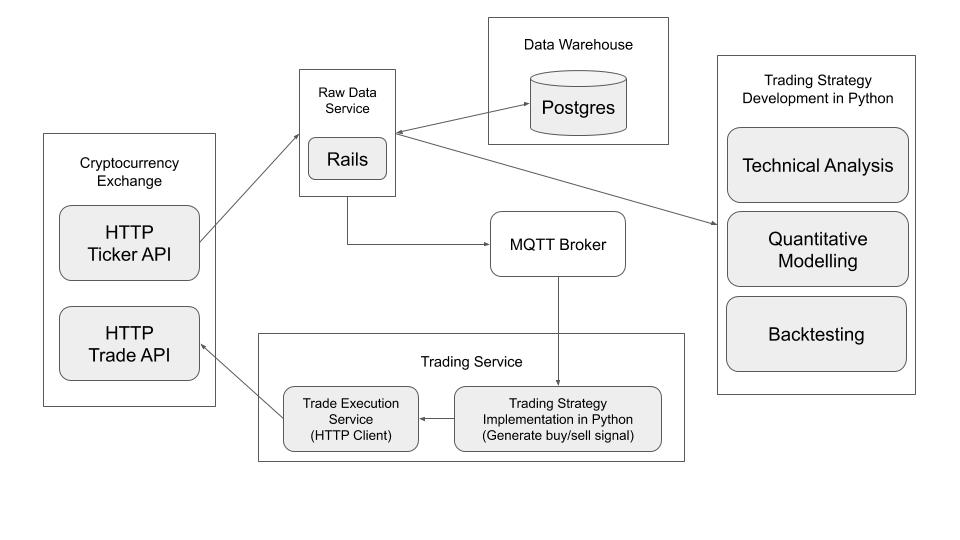 Data Warehouse
Postgres
Raw Data
Service
Rails
Cryptocurrency
Exchange
HTTP
Ticker API
HTTP
Trade API
MQTT Broker
Trading Service
Trade Execution
Service
(HTTP Client)
Trading Strategy
Implementation in Python
(Generate buy/sell signal)
Trading Strategy
Development in Python
Technical Analysis
Quantitative
Modelling
Backtesting